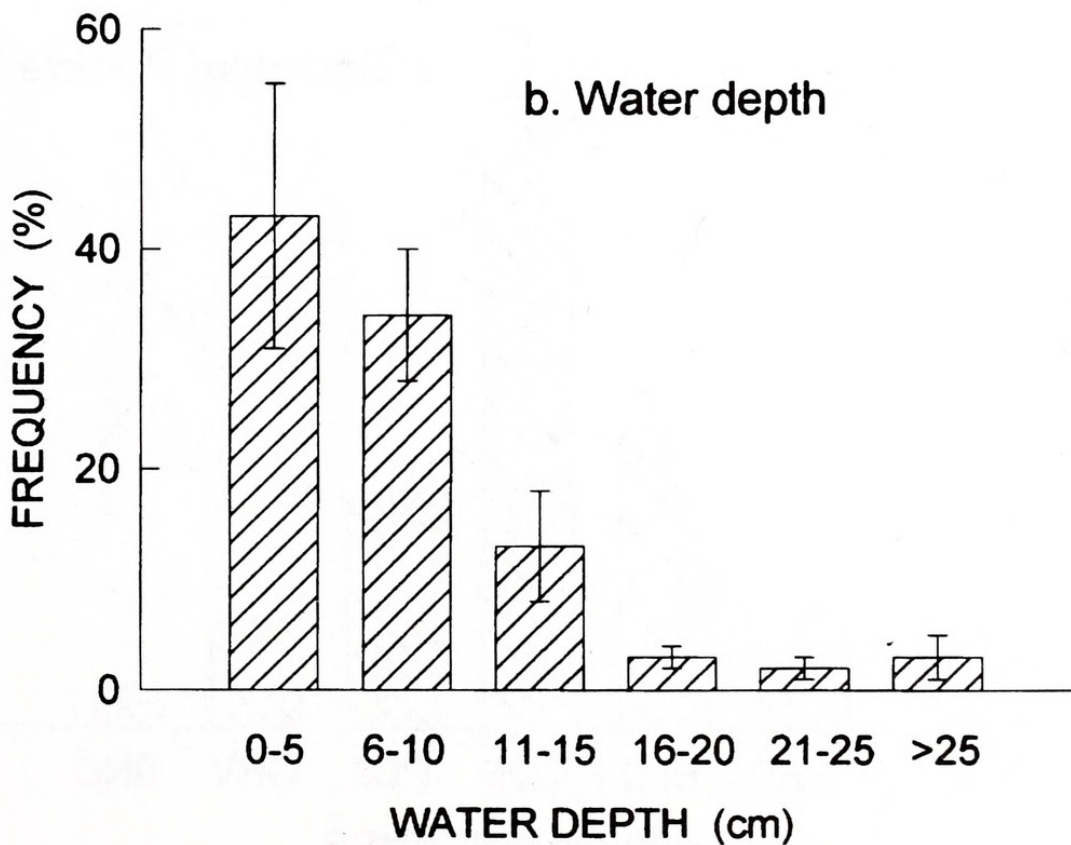 60
b. Water depth
40
20
0
FREQUENCY (%)
0-5 6-10 11-15 16-20 21-25 >25
WATER DEPTH (cm)